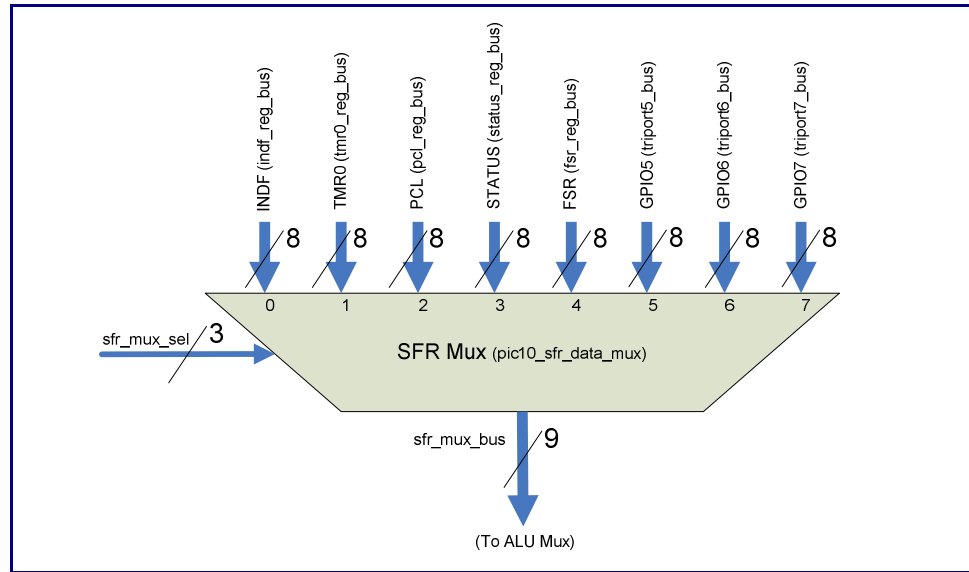 INDF (indf_reg_bus)
TMR0 (tmr0_reg_bus)
PCL (pcl_reg_bus)
STATUS (status_reg_bus)
FSR (fsr_reg_bus)
GPIO5 (triport5_bus)
GPIO6 (triport6_bus)
GPIO7 (triport7_bus)
8 8 8 8 8 8 8 8
0 1 2 3 4 5 6 7
sfr_mux_sel 3
SFR Mux (pic10_sfr_data_mux)
sfr_mux_bus 9
(To ALU Mux)